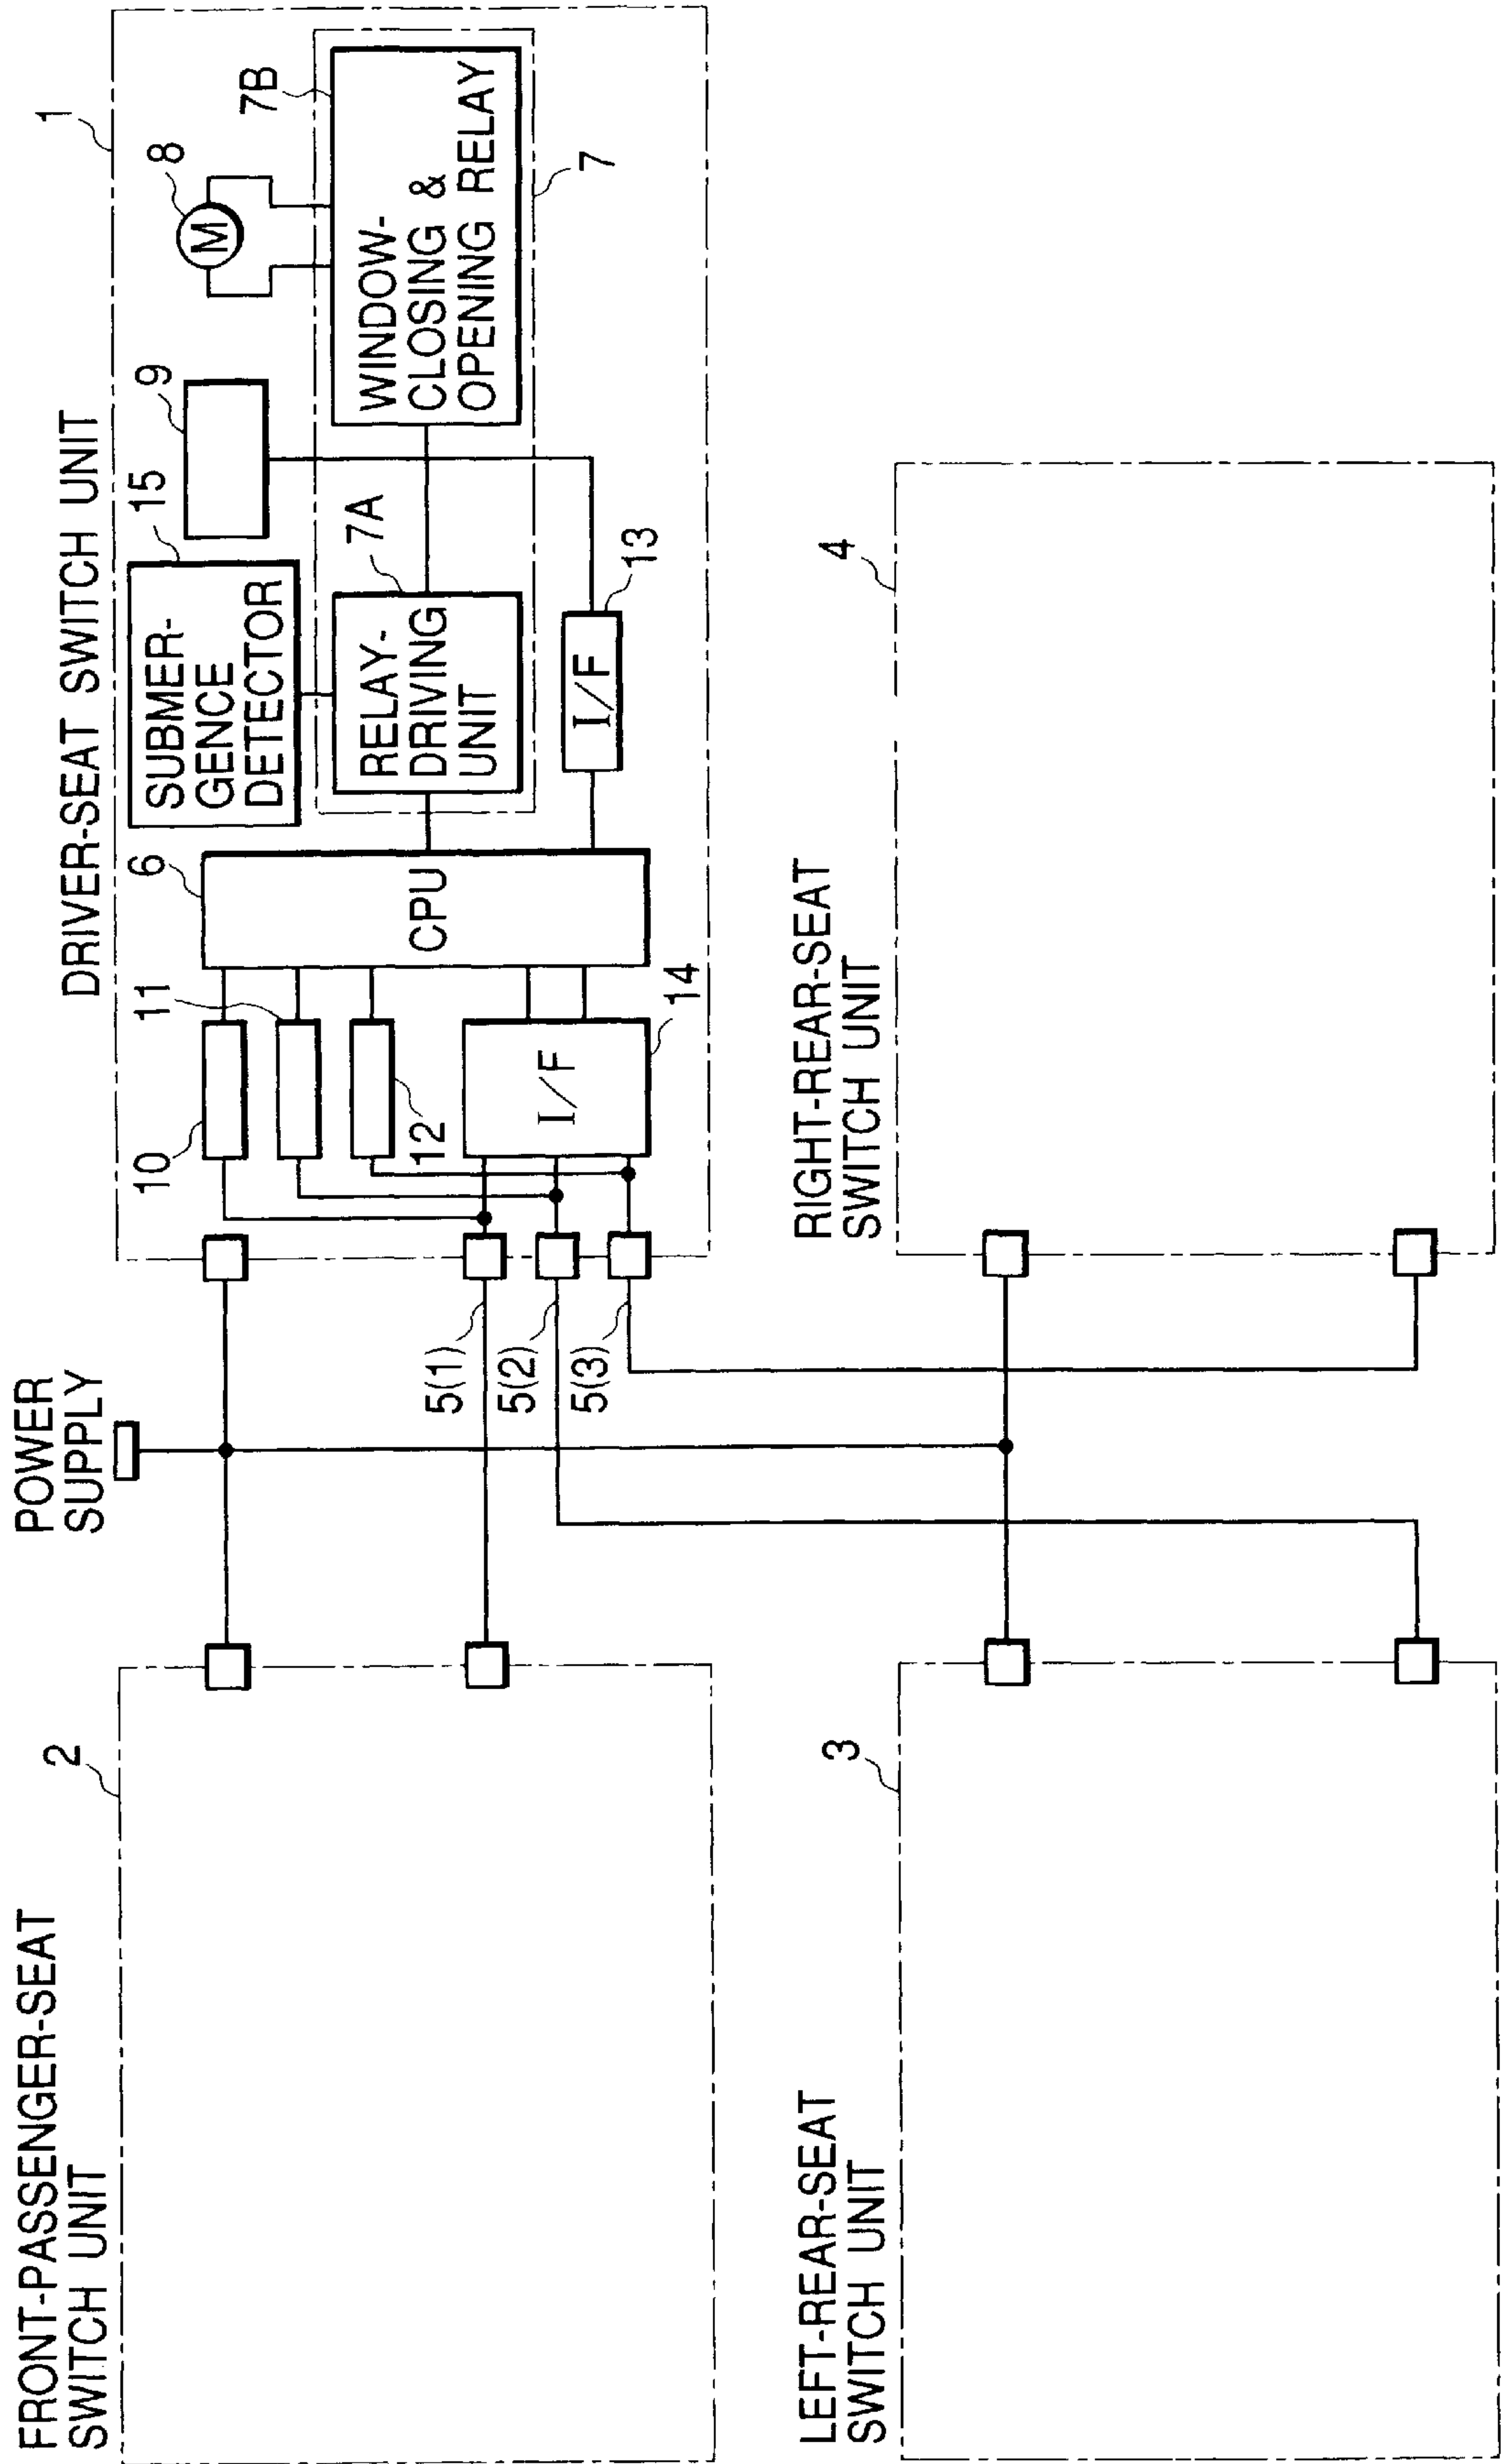 FRONT-PASSENGER-SEAT
SWITCH UNIT
2
POWER
SUPPLY
DRIVER-SEAT SWITCH UNIT
1
10
11
12
I/F
14
6
CPU
SUBMER-
GENCE
DETECTOR
15
9
8
M
RELAY-
DRIVING
UNIT
7A
WINDOW-
CLOSING &
OPENING RELAY
7B
7
I/F
13
5(1)
5(2)
5(3)
LEFT-REAR-SEAT
SWITCH UNIT
3
RIGHT-REAR-SEAT
SWITCH UNIT
4